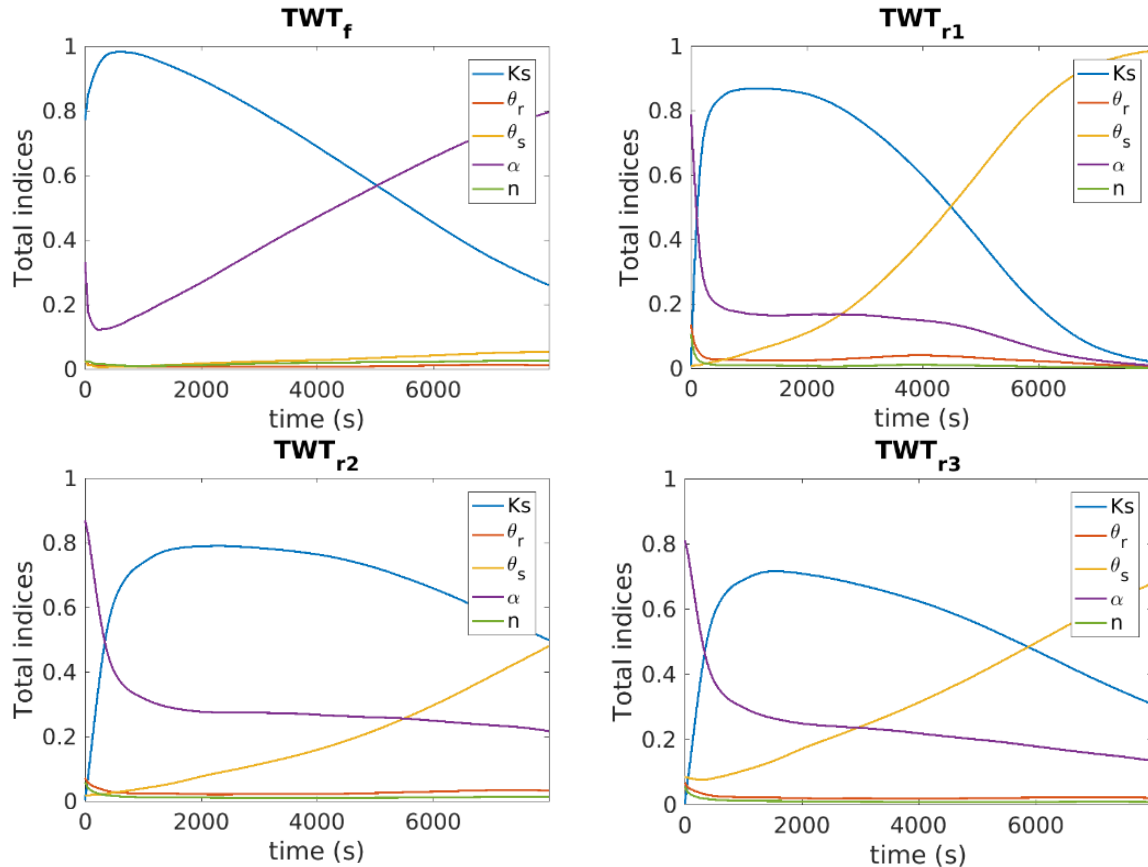 TWT_f
1
0.8
0.6
0.4
0.2
0
Total indices
Ks
θ_r
θ_s
α
n
0 2000 4000 6000
time (s)
TWT_r1
1
0.8
0.6
0.4
0.2
0
Total indices
Ks
θ_r
θ_s
α
n
0 2000 4000 6000
time (s)
TWT_r2
1
0.8
0.6
0.4
0.2
0
Total indices
Ks
θ_r
θ_s
α
n
0 2000 4000 6000
time (s)
TWT_r3
1
0.8
0.6
0.4
0.2
0
Total indices
Ks
θ_r
θ_s
α
n
0 2000 4000 6000
time (s)